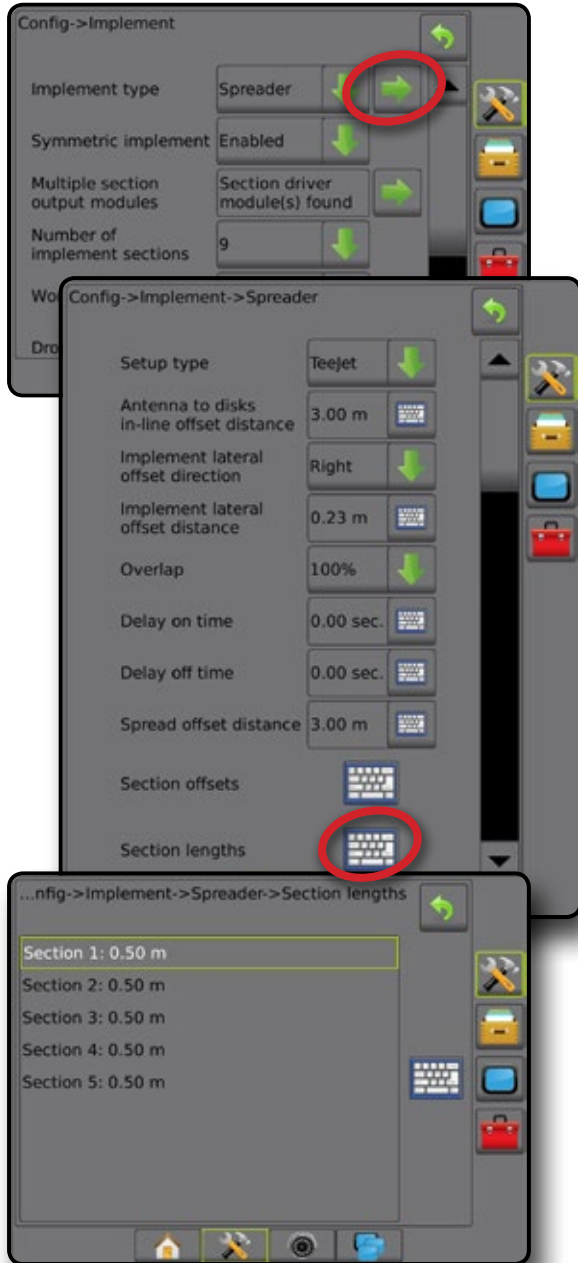 Config->Implement
Implement type Spreader
Symmetric implement Enabled
Multiple section
output modules
Section driver
module(s) found
Number of
implement sections
9
Wo
Dro
Config->Implement->Spreader
Setup type TeeJet
Antenna to disks
in-line offset distance
3.00 m
Implement lateral
offset direction
Right
Implement lateral
offset distance
0.23 m
Overlap 100%
Delay on time 0.00 sec.
Delay off time 0.00 sec.
Spread offset distance 3.00 m
Section offsets
Section lengths
...nfig->Implement->Spreader->Section lengths
Section 1: 0.50 m
Section 2: 0.50 m
Section 3: 0.50 m
Section 4: 0.50 m
Section 5: 0.50 m